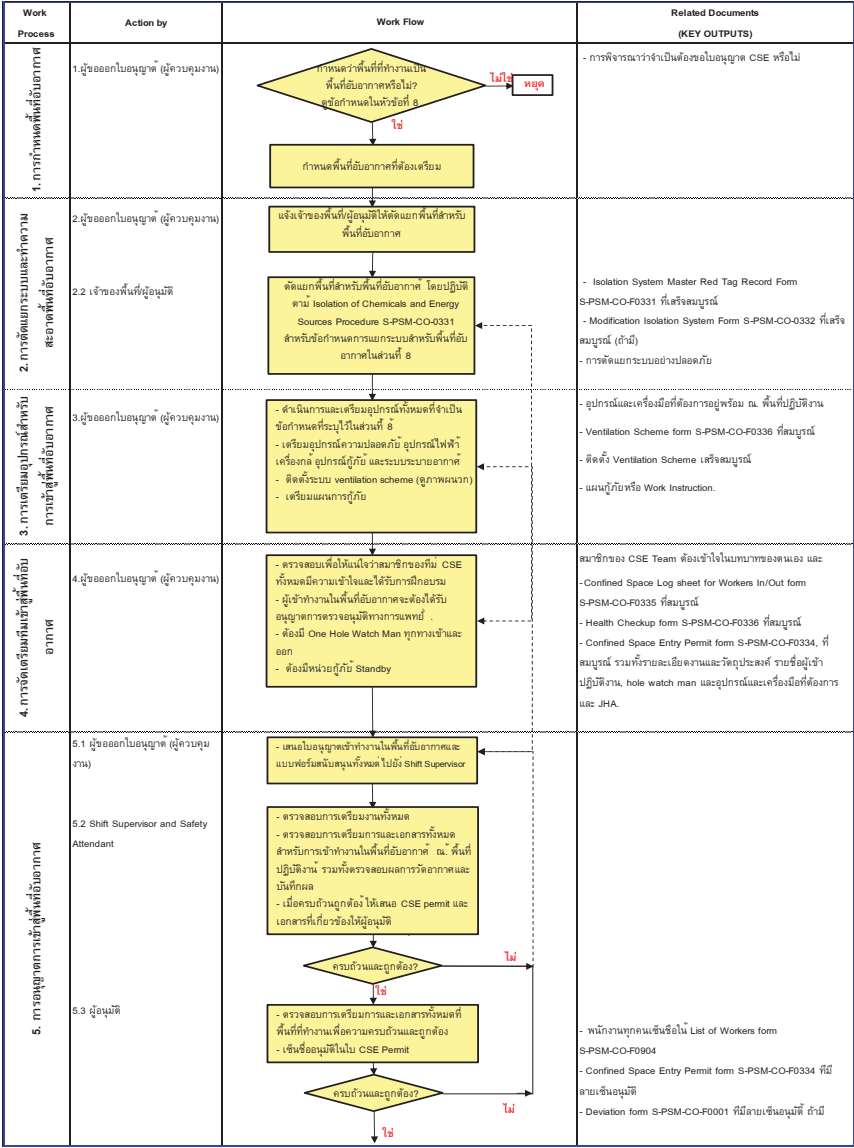 Work
Process
Action by
Work Flow
Related Documents
(KEY OUTPUTS)
1. การกำหนดพื้นที่อับอากาศ
1.ผู้ขอออกใบอนุญาต (ผู้ควบคุมงาน)
กำหนดว่าพื้นที่ที่ทำงานเป็น
พื้นที่อับอากาศหรือไม่?
ดูข้อกำหนดในหัวข้อที่ 8
ไม่ใช่
หยุด
ใช่
กำหนดพื้นที่อับอากาศที่ต้องเตรียม
- การพิจารณาว่าจำเป็นต้องขอใบอนุญาต CSE หรือไม่
2. การตัดแยกระบบและทำความ
สะอาดพื้นที่อับอากาศ
2.ผู้ขอออกใบอนุญาต (ผู้ควบคุมงาน)
2.2 เจ้าของพื้นที่/ผู้อนุมัติ
แจ้งเจ้าของพื้นที่/ผู้อนุมัติให้ตัดแยกพื้นที่สำหรับ
พื้นที่อับอากาศ
ตัดแยกพื้นที่สำหรับพื้นที่อับอากาศ โดยปฏิบัติ
ตาม Isolation of Chemicals and Energy
Sources Procedure S-PSM-CO-0331
สำหรับข้อกำหนดการแยกระบบสำหรับพื้นที่อับ
อากาศในส่วนที่ 8
- Isolation System Master Red Tag Record Form
S-PSM-CO-F0331 ที่เสร็จสมบูรณ์
- Modification Isolation System Form S-PSM-CO-0332 ที่เสร็จ
สมบูรณ์ (ถ้ามี)
- การตัดแยกระบบอย่างปลอดภัย
3. การเตรียมอุปกรณ์สำหรับ
การเข้าสู่พื้นที่อับอากาศ
3.ผู้ขอออกใบอนุญาต (ผู้ควบคุมงาน)
- ดำเนินการและเตรียมอุปกรณ์ทั้งหมดที่จำเป็น
ข้อกำหนดที่ระบุไว้ในส่วนที่ 8
- เตรียมอุปกรณ์ความปลอดภัย อุปกรณ์ไฟฟ้า
เครื่องกล อุปกรณ์กู้ภัย และระบบระบายอากาศ
- ติดตั้งระบบ ventilation scheme (ดูภาพผนวก)
- เตรียมแผนการกู้ภัย
- อุปกรณ์และเครื่องมือที่ต้องการอยู่พร้อม ณ. พื้นที่ปฏิบัติงาน
- Ventilation Scheme form S-PSM-CO-F0336 ที่สมบูรณ์
- ติดตั้ง Ventilation Scheme เสร็จสมบูรณ์
- แผนกู้ภัยหรือ Work Instruction.
4. การจัดเตรียมทีมเข้าสู่พื้นที่อับ
อากาศ
4.ผู้ขอออกใบอนุญาต (ผู้ควบคุมงาน)
- ตรวจสอบเพื่อให้แน่ใจว่าสมาชิกของทีม CSE
ทั้งหมดมีความเข้าใจและได้รับการฝึกอบรม
- ผู้เข้าทำงานในพื้นที่อับอากาศจะต้องได้รับ
อนุญาตการตรวจอนุมัติทางการแพทย์ .
- ต้องมี One Hole Watch Man ทุกทางเข้าและ
ออก
- ต้องมีหน่วยกู้ภัย Standby
สมาชิกของ CSE Team ต้องเข้าใจในบทบาทของตนเอง และ
-Confined Space Log sheet for Workers In/Out form
S-PSM-CO-F0335 ที่สมบูรณ์
- Health Checkup form S-PSM-CO-F0336 ที่สมบูรณ์
- Confined Space Entry Permit form S-PSM-CO-F0334, ที่
สมบูรณ์ รวมทั้งรายละเอียดงานและวัตถุประสงค์ รายชื่อผู้เข้า
ปฏิบัติงาน, hole watch man และอุปกรณ์และเครื่องมือที่ต้องการ
และ JHA.
5. การอนุญาตการเข้าสู่พื้นที่อับอากาศ
5.1 ผู้ขอออกใบอนุญาต (ผู้ควบคุม
งาน)
- เสนอใบอนุญาตเข้าทำงานในพื้นที่อับอากาศและ
แบบฟอร์มสนับสนุนทั้งหมด ไปยัง Shift Supervisor
5.2 Shift Supervisor and Safety
Attendant
- ตรวจสอบการเตรียมงานทั้งหมด
- ตรวจสอบการเตรียมการและเอกสารทั้งหมด
สำหรับการเข้าทำงานในพื้นที่อับอากาศ ณ. พื้นที่
ปฏิบัติงาน รวมทั้งตรวจสอบผลการวัดอากาศและ
บันทึกผล
- เมื่อครบถ้วนถูกต้อง ให้เสนอ CSE permit และ
เอกสารที่เกี่ยวข้องให้ผู้อนุมัติ
ครบถ้วนและถูกต้อง?
ไม่
ใช่
5.3 ผู้อนุมัติ
- ตรวจสอบการเตรียมการและเอกสารทั้งหมดที่
พื้นที่ที่ทำงานเพื่อความครบถ้วนและถูกต้อง
- เซ็นชื่ออนุมัติในใบ CSE Permit
ครบถ้วนและถูกต้อง?
ไม่
ใช่
- พนักงานทุกคนเซ็นชื่อใน List of Workers form
S-PSM-CO-F0904
- Confined Space Entry Permit form S-PSM-CO-F0334 ที่มี
ลายเซ็นอนุมัติ
- Deviation form S-PSM-CO-F0001 ที่มีลายเซ็นอนุมัติ ถ้ามี